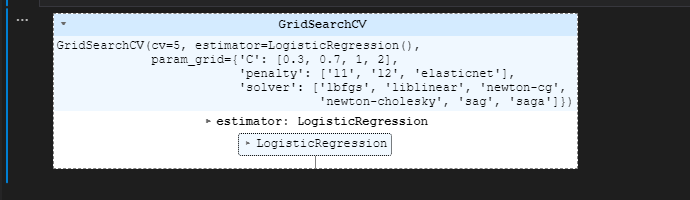 GridSearchCV
GridSearchCV(cv=5, estimator=LogisticRegression(),
param_grid={'C': [0.3, 0.7, 1, 2],
'penalty': ['l1', 'l2', 'elasticnet'],
'solver': ['lbfgs', 'liblinear', 'newton-cg',
'newton-cholesky', 'sag', 'saga']})
estimator: LogisticRegression
LogisticRegression